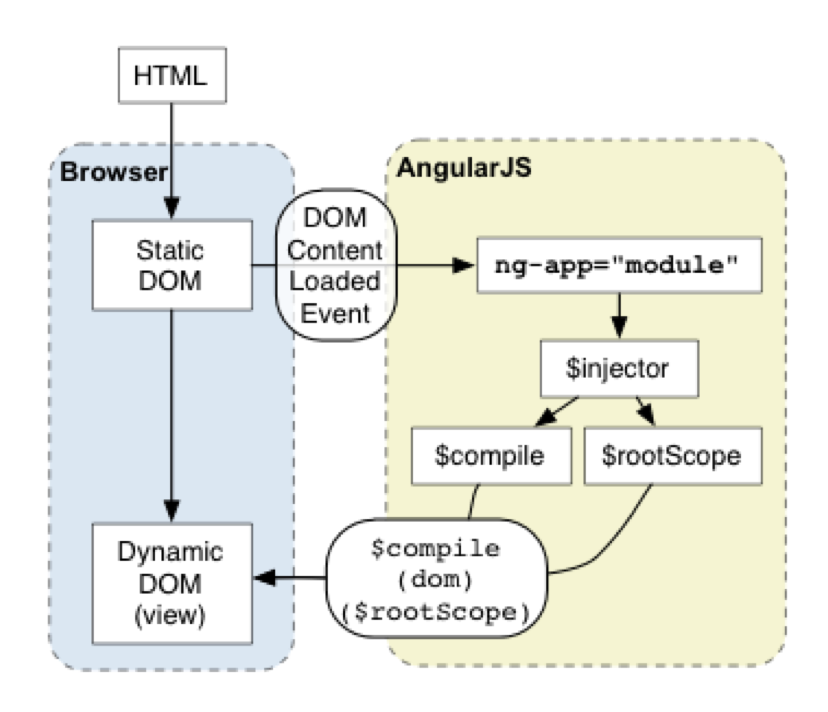 HTML
Browser
AngularJS
Static
DOM
DOM
Content
Loaded
Event
ng-app="module"
$injector
$compile
$rootScope
Dynamic
DOM
(view)
$compile
(dom)
($rootScope)